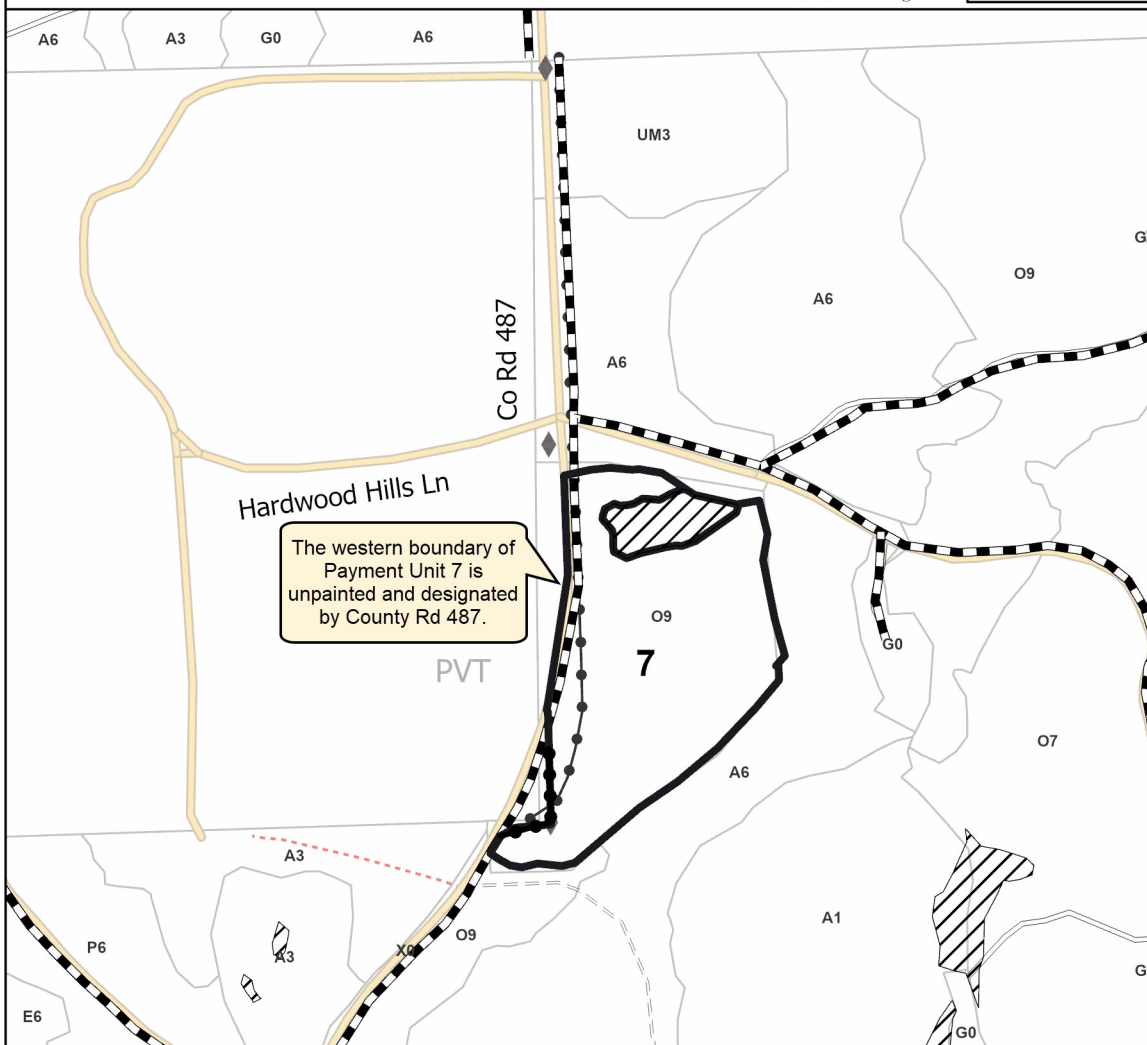 A6
A3
G0
A6
UM3
O9
A6
Co Rd 487
A6
Hardwood Hills Ln
The western boundary of
Payment Unit 7 is
unpainted and designated
by County Rd 487.
O9
G0
7
PVT
O7
A6
A3
A1
O9
P6
X0
A3
E6
G0